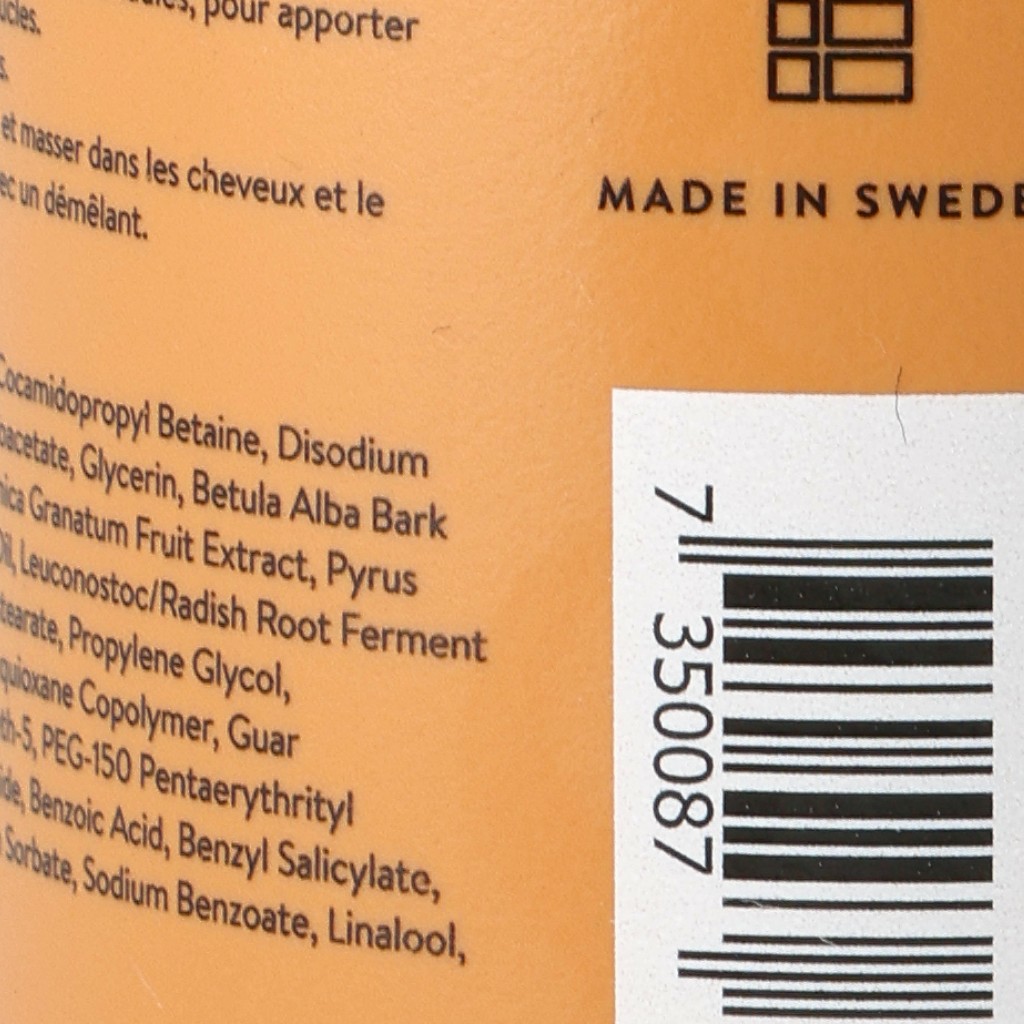 pour apporter
et masser dans les cheveux et le
un démêlant.
Cocamidopropyl Betaine, Disodium
Glycerin, Betula Alba Bark
Granatum Fruit Extract, Pyrus
Leuconostoc/Radish Root Ferment
Propylene Glycol,
Copolymer, Guar
PEG-150 Pentaerythrityl
Benzoic Acid, Benzyl Salicylate,
Sorbate, Sodium Benzoate, Linalool,
MADE IN SWEDE
7 350087